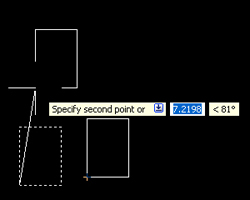 Specify second point or 7.2198 < 81°